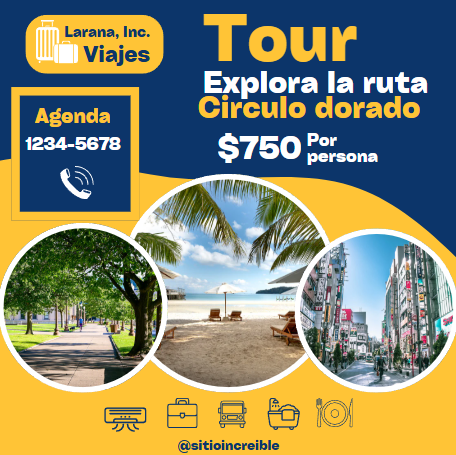 Larana, Inc.
Viajes
Tour
Explora la ruta
Circulo dorado
$750 Por persona
Agenda
1234-5678
@sitioincreible